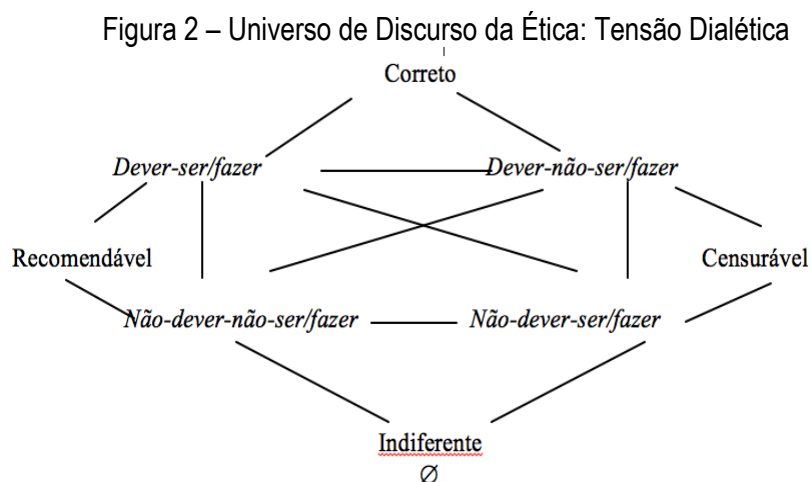 Figura 2 – Universo de Discurso da Ética: Tensão Dialética
Correto
Dever-ser/fazer Dever-não-ser/fazer
Recomendável Censurável
Não-dever-não-ser/fazer Não-dever-ser/fazer
Indiferente
∅